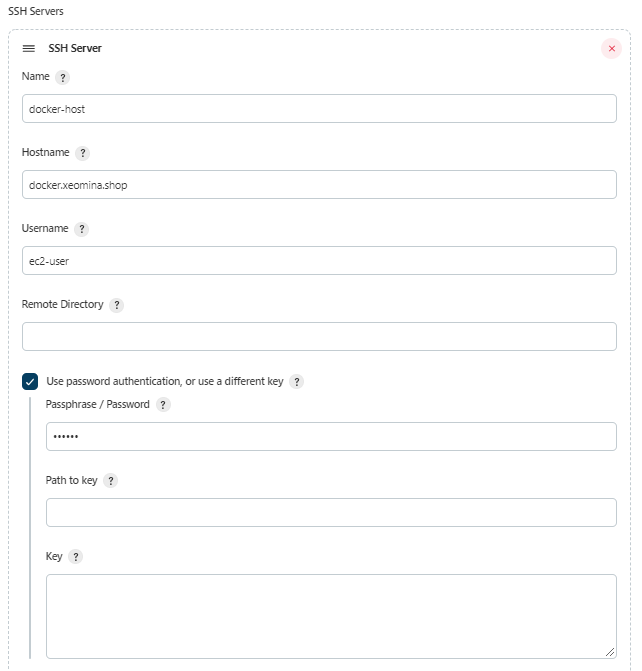 SSH Servers
SSH Server
Name ?
docker-host
Hostname ?
docker.xeomina.shop
Username ?
ec2-user
Remote Directory ?
Use password authentication, or use a different key ?
Passphrase / Password ?
••••••
Path to key ?
Key ?